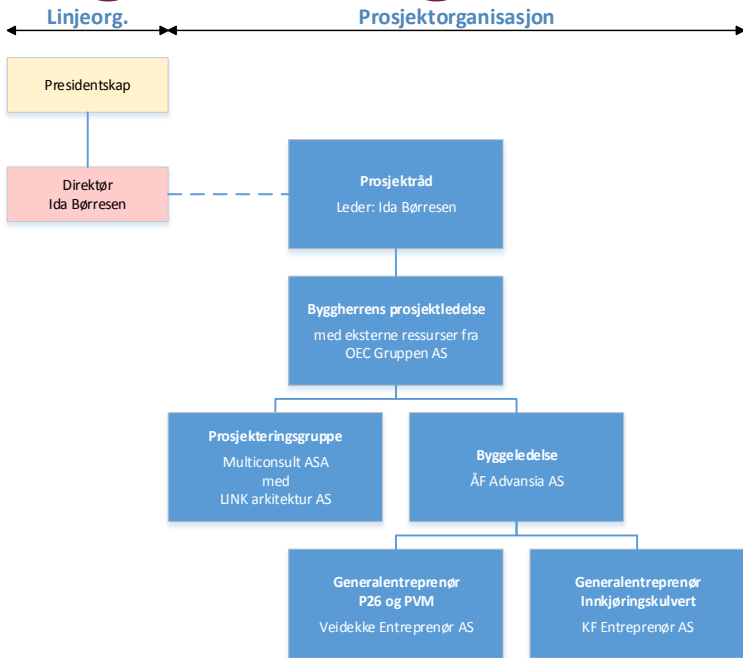 Linjeorg.
Prosjektorganisasjon
Presidentskap
Direktør
Ida Børresen
Prosjektråd
Leder: Ida Børresen
Byggherrens prosjektledelse
med eksterne ressurser fra
OEC Gruppen AS
Prosjekteringsgruppe
Multiconsult ASA
med
LINK arkitektur AS
Byggeledelse
ÅF Advansia AS
Generalentreprenør
P26 og PVM
Veidekke Entreprenør AS
Generalentreprenør
Innkjøringskulvert
KF Entreprenør AS